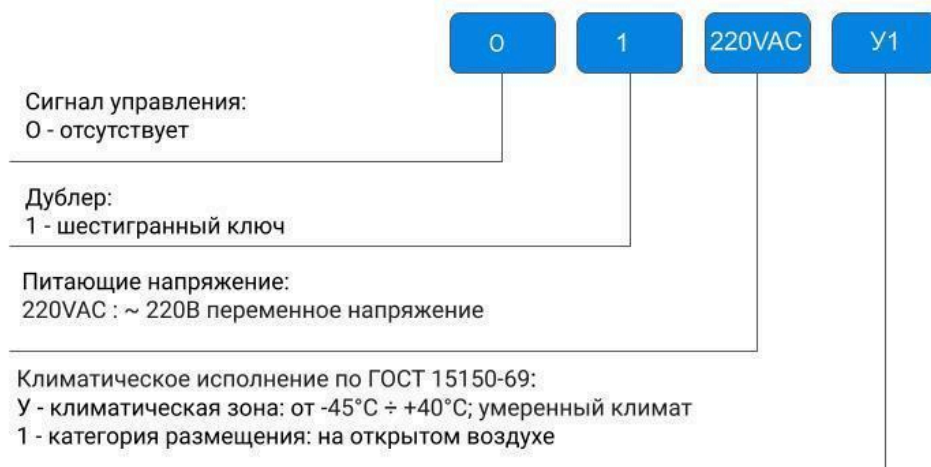 0 1 220VAC У1
Сигнал управления:
О - отсутствует
Дублер:
1 - шестигранный ключ
Питающие напряжение:
220VAC : ~ 220В переменное напряжение
Климатическое исполнение по ГОСТ 15150-69:
У - климатическая зона: от -45°С ÷ +40°С; умеренный климат
1 - категория размещения: на открытом воздухе